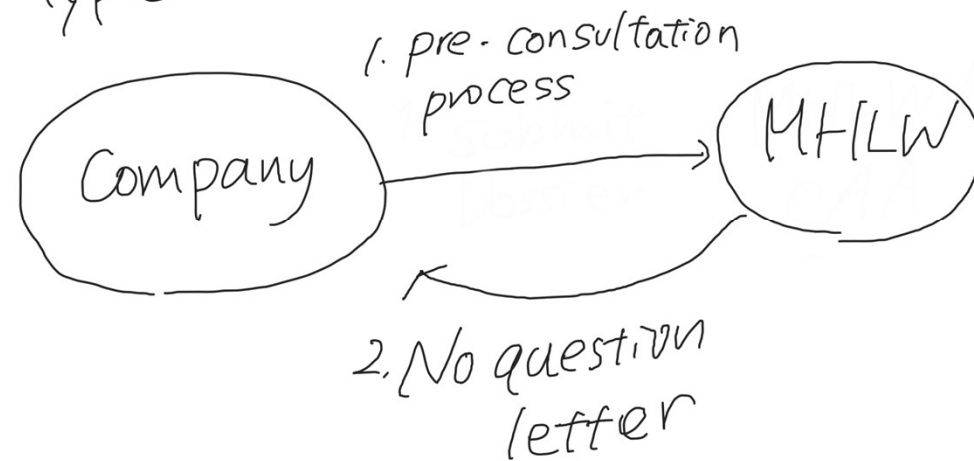 1. pre-consultation
process
Company
MHLW
2. No question
letter